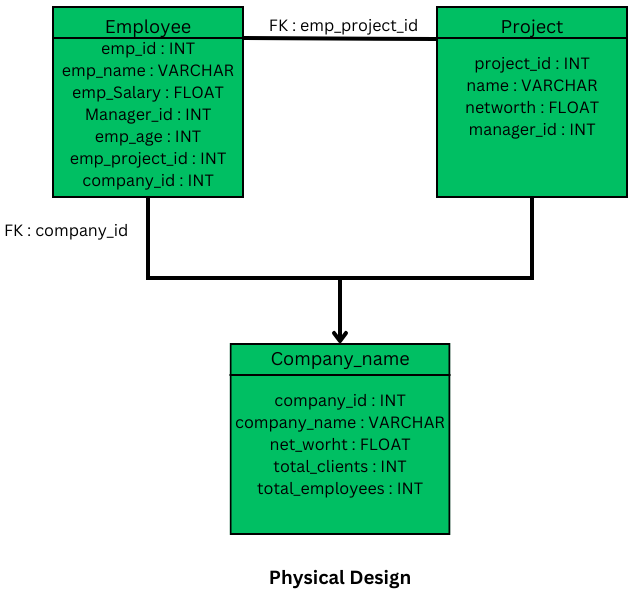 Employee
emp_id : INT
emp_name : VARCHAR
emp_Salary : FLOAT
Manager_id : INT
emp_age : INT
emp_project_id : INT
company_id : INT
FK : emp_project_id
Project
project_id : INT
name : VARCHAR
networth : FLOAT
manager_id : INT
FK : company_id
Company_name
company_id : INT
company_name : VARCHAR
net_worht : FLOAT
total_clients : INT
total_employees : INT
Physical Design